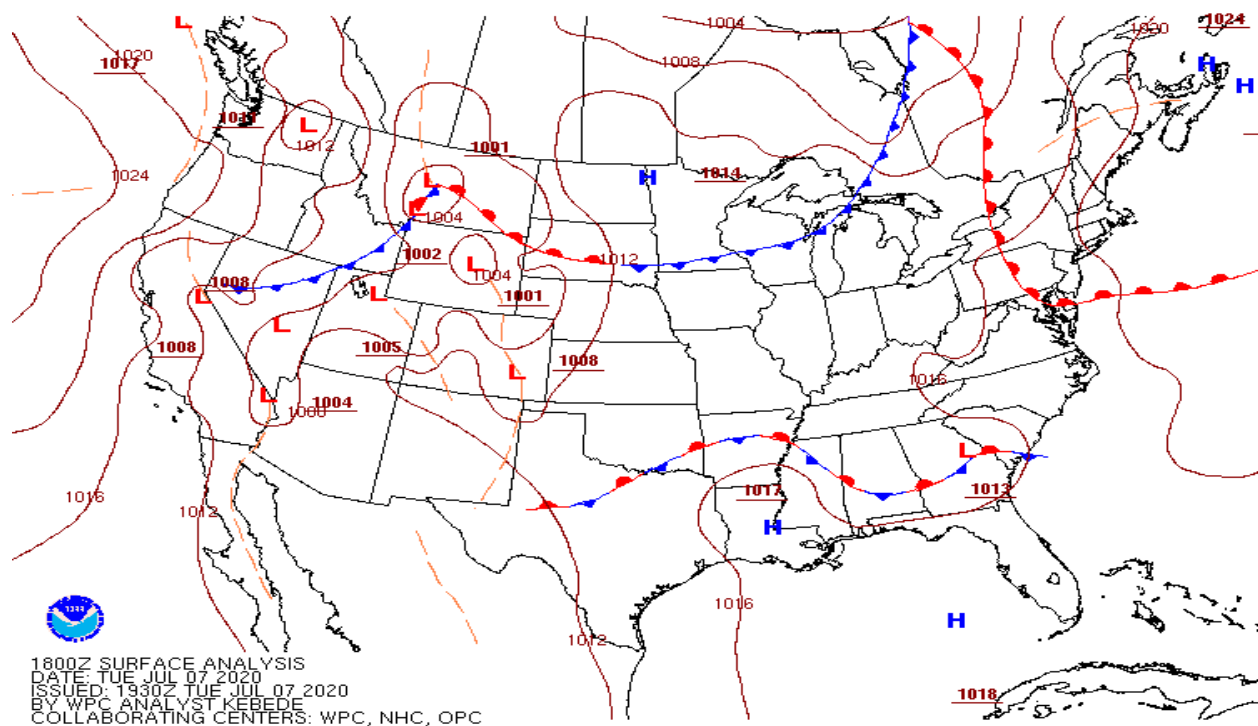 1004
1024
1020
1020
1017
1008
H
L
H
1011
L
1012
1001
1024
1014
H
L
L
1004
1002
L
1012
1004
1008
L
L
1001
L
1008
1005
1008
L
1016
L
1004
1000
L
1016
1017
1013
1012
H
1016
H
1012
1018
1800Z SURFACE ANALYSIS
DATE: TUE JUL 07 2020
ISSUED: 1930Z TUE JUL 07 2020
BY WPC ANALYST KEBEDE
COLLABORATING CENTERS: WPC, NHC, OPC